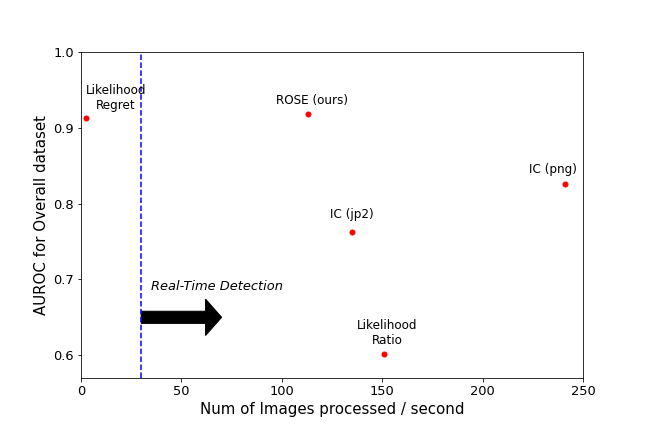 1.0
Likelihood
Regret
ROSE (ours)
0.9
IC (png)
0.8
IC (jp2)
0.7
Real-Time Detection
Likelihood
Ratio
0.6
AUROC for Overall dataset
0 50 100 150 200 250
Num of Images processed / second